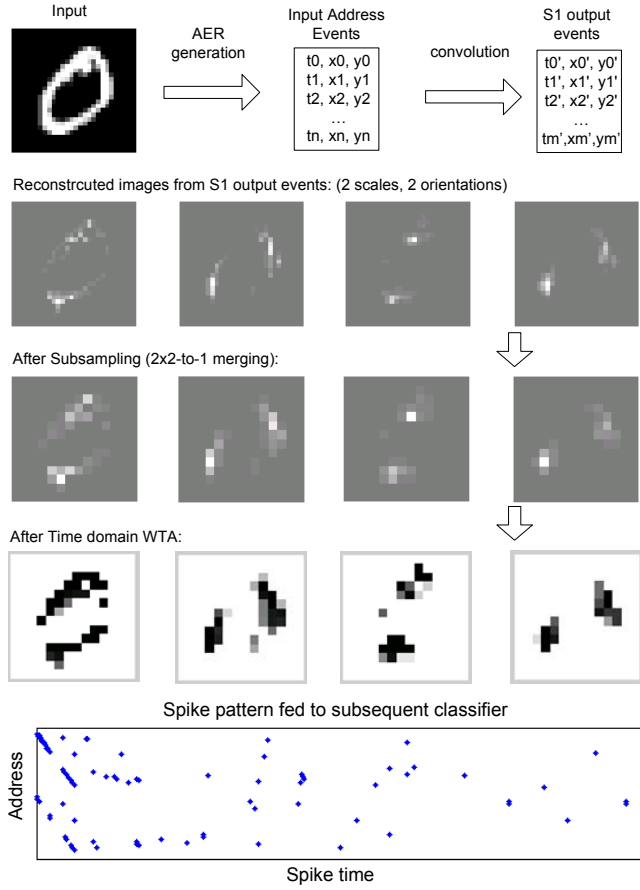 Input
AER
generation
Input Address
Events
t0, x0, y0
t1, x1, y1
t2, x2, y2
…
tn, xn, yn
convolution
S1 output
events
t0', x0', y0'
t1', x1', y1'
t2', x2', y2'
…
tm',xm',ym'
Reconstrcuted images from S1 output events: (2 scales, 2 orientations)
After Subsampling (2x2-to-1 merging):
After Time domain WTA:
Spike pattern fed to subsequent classifier
Address
Spike time